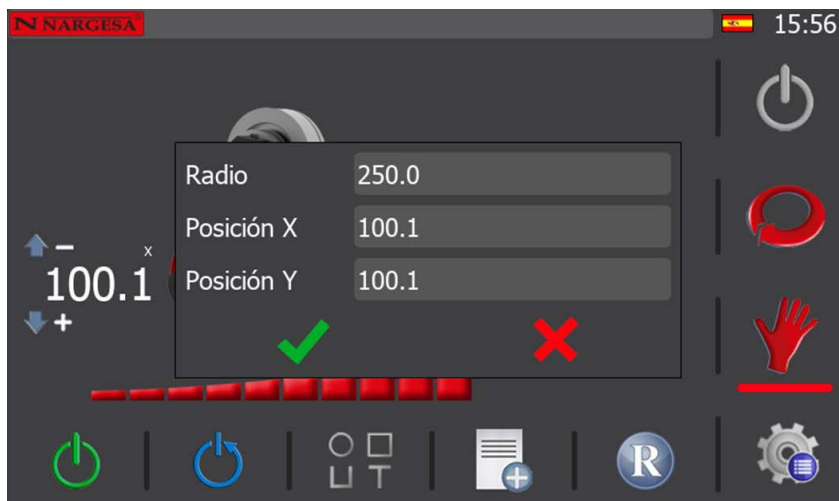 N NARGESA
15:56
Radio 250.0
Posición X 100.1
x
100.1
Posición Y 100.1
R